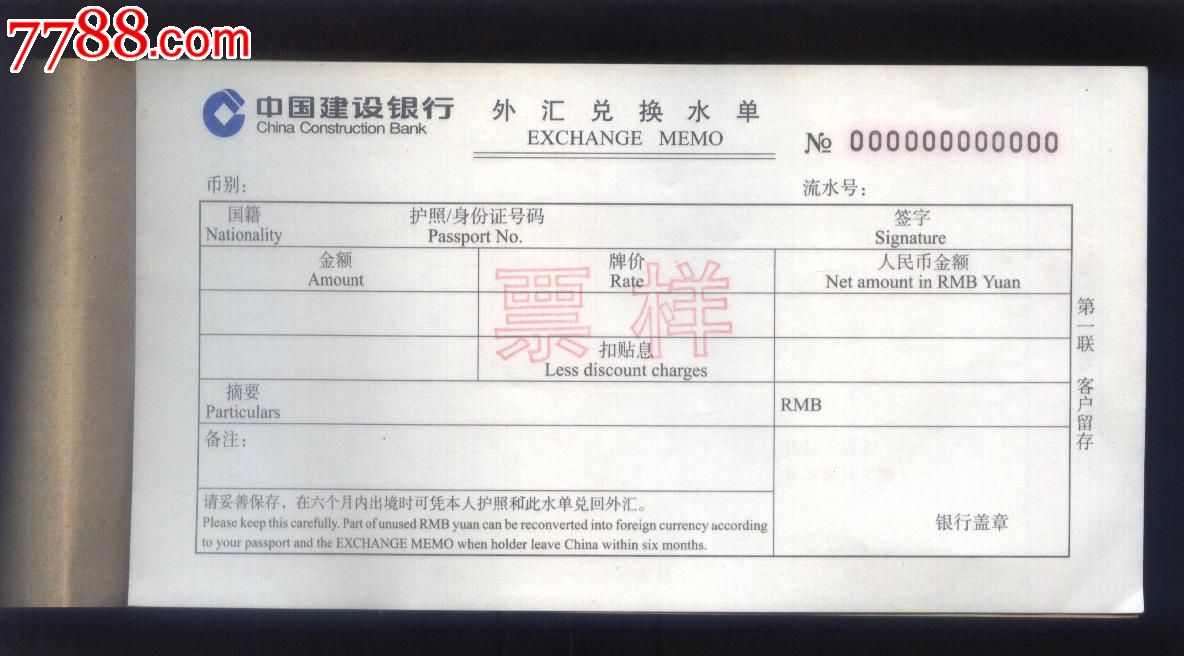 7788.com
中国建设银行
China Construction Bank
外汇兑换水单
EXCHANGE MEMO
№ 000000000000
币别：
流水号：
国籍
Nationality
护照/身份证号码
Passport No.
签字
Signature
金额
Amount
牌价
Rate
人民币金额
Net amount in RMB Yuan
票样
扣贴息
Less discount charges
摘要
Particulars
RMB
备注：
请妥善保存，在六个月内出境时可凭本人护照和此水单兑回外汇。
Please keep this carefully. Part of unused RMB yuan can be reconverted into foreign currency according
to your passport and the EXCHANGE MEMO when holder leave China within six months.
银行盖章
第一联 客户留存